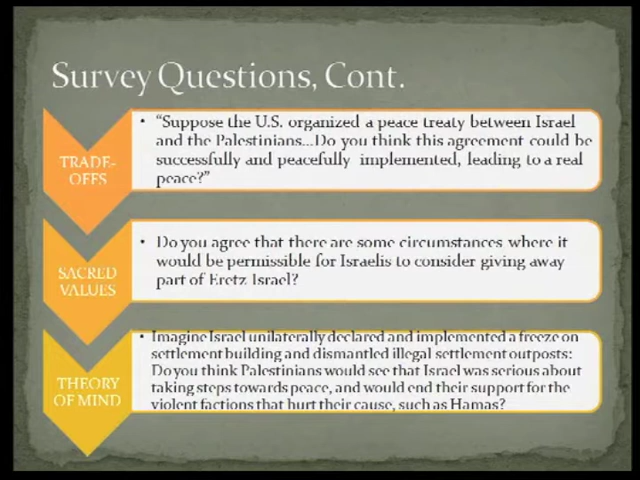 Survey Questions, Cont.
TRADE-
OFFS
• “Suppose the U.S. organized a peace treaty between Israel
and the Palestinians...Do you think this agreement could be
successfully and peacefully implemented, leading to a real
peace?”
SACRED
VALUES
• Do you agree that there are some circumstances where it
would be permissible for Israelis to consider giving away
part of Eretz Israel?
THEORY
OF MIND
• Imagine Israel unilaterally declared and implemented a freeze on
settlement building and dismantled illegal settlement outposts:
Do you think Palestinians would see that Israel was serious about
taking steps towards peace, and would end their support for the
violent factions that hurt their cause, such as Hamas?